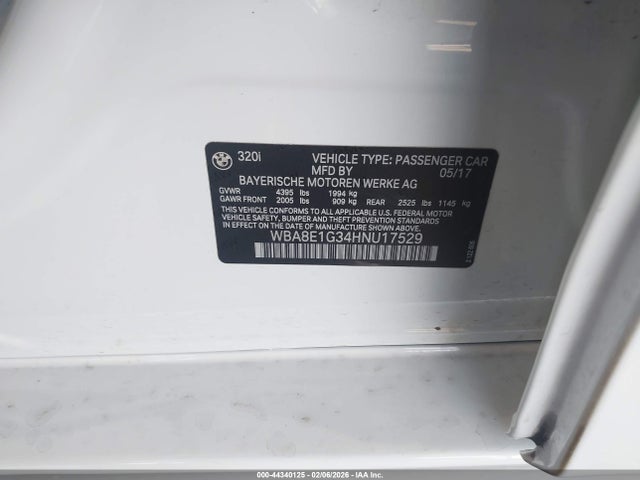 320i VEHICLE TYPE: PASSENGER CAR
MFD BY 05/17
BAYERISCHE MOTOREN WERKE AG
GVWR 4395 lbs 1994 kg
GAWR FRONT 2005 lbs 909 kg REAR 2525 lbs 1145 kg
THIS VEHICLE CONFORMS TO ALL APPLICABLE U.S. FEDERAL MOTOR
VEHICLE SAFETY, BUMPER AND THEFT PREVENTION STANDARDS
IN EFFECT ON THE DATE OF MANUFACTURE SHOWN ABOVE.
WBA8E1G34HNU17529
000-44340125 - 02/06/2026 - IAAI.COM